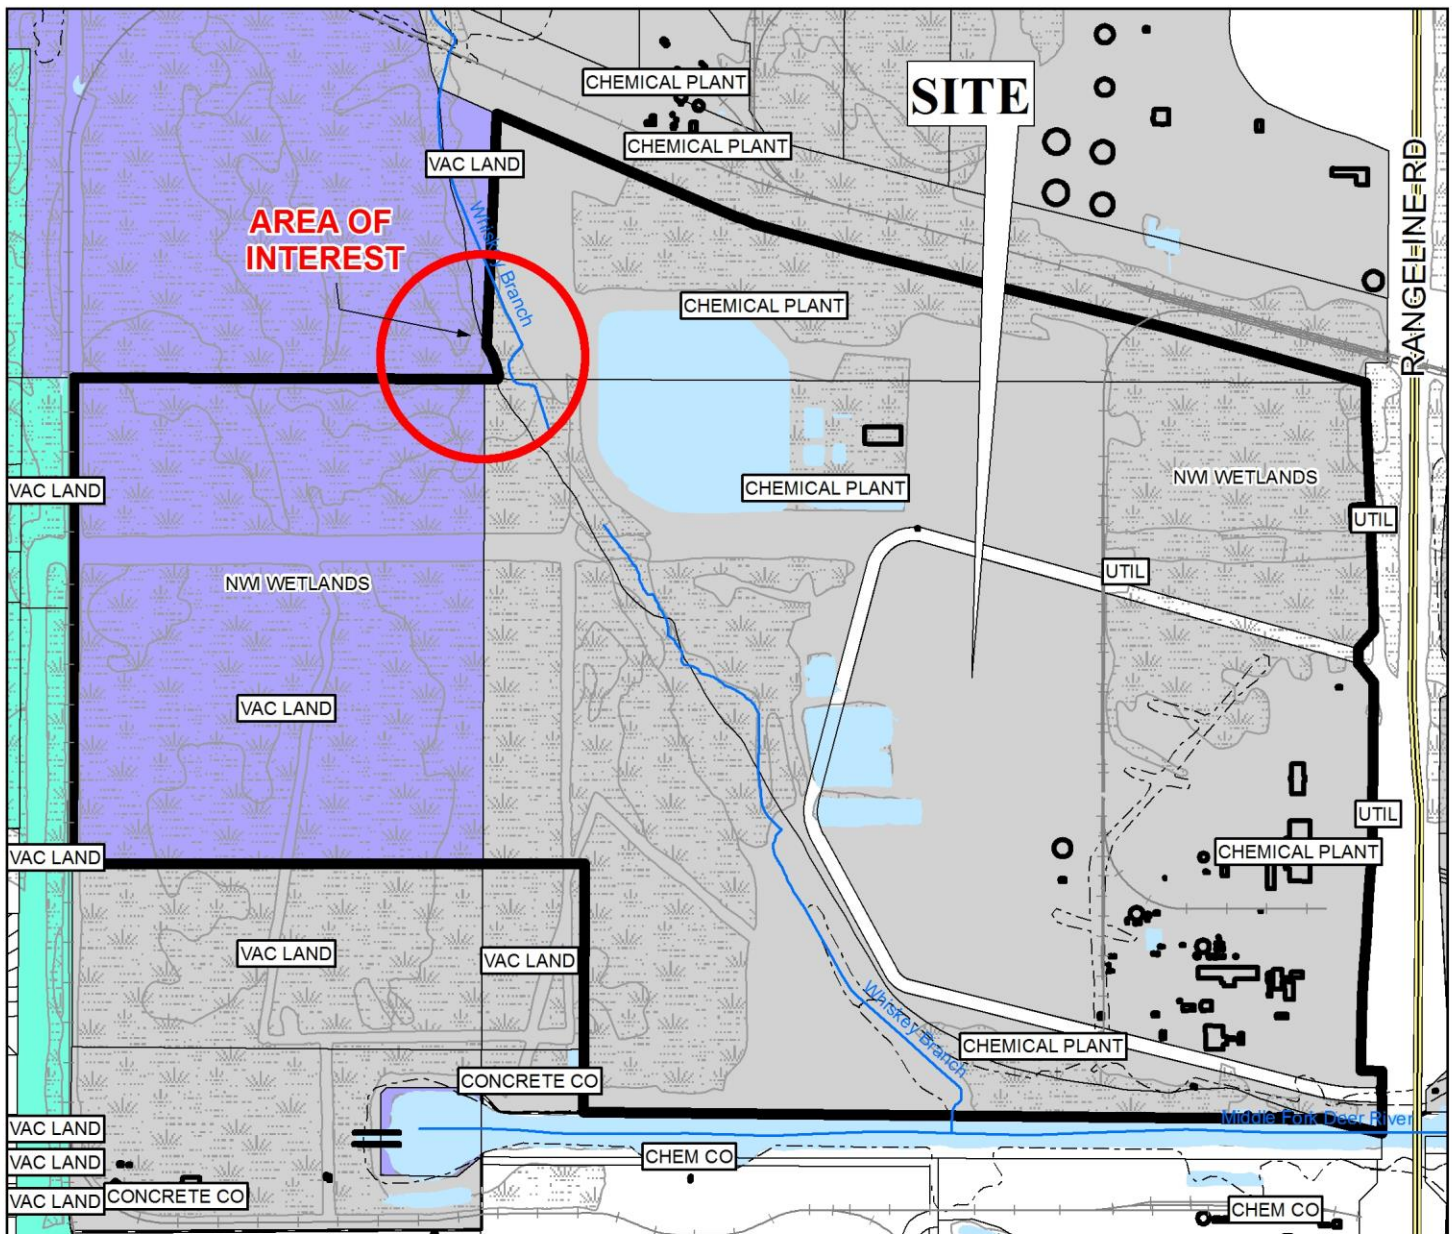 CHEMICAL PLANT
SITE
CHEMICAL PLANT
VAC LAND
RANGELINE RD
AREA OF
INTEREST
Whiskey Branch
CHEMICAL PLANT
NWI WETLANDS
VAC LAND
CHEMICAL PLANT
UTIL
UTIL
NWI WETLANDS
VAC LAND
UTIL
CHEMICAL PLANT
VAC LAND
VAC LAND
VAC LAND
Whiskey Branch
CHEMICAL PLANT
CONCRETE CO
Middle Fork Deer River
VAC LAND
CHEM CO
VAC LAND
VAC LAND
CONCRETE CO
CHEM CO